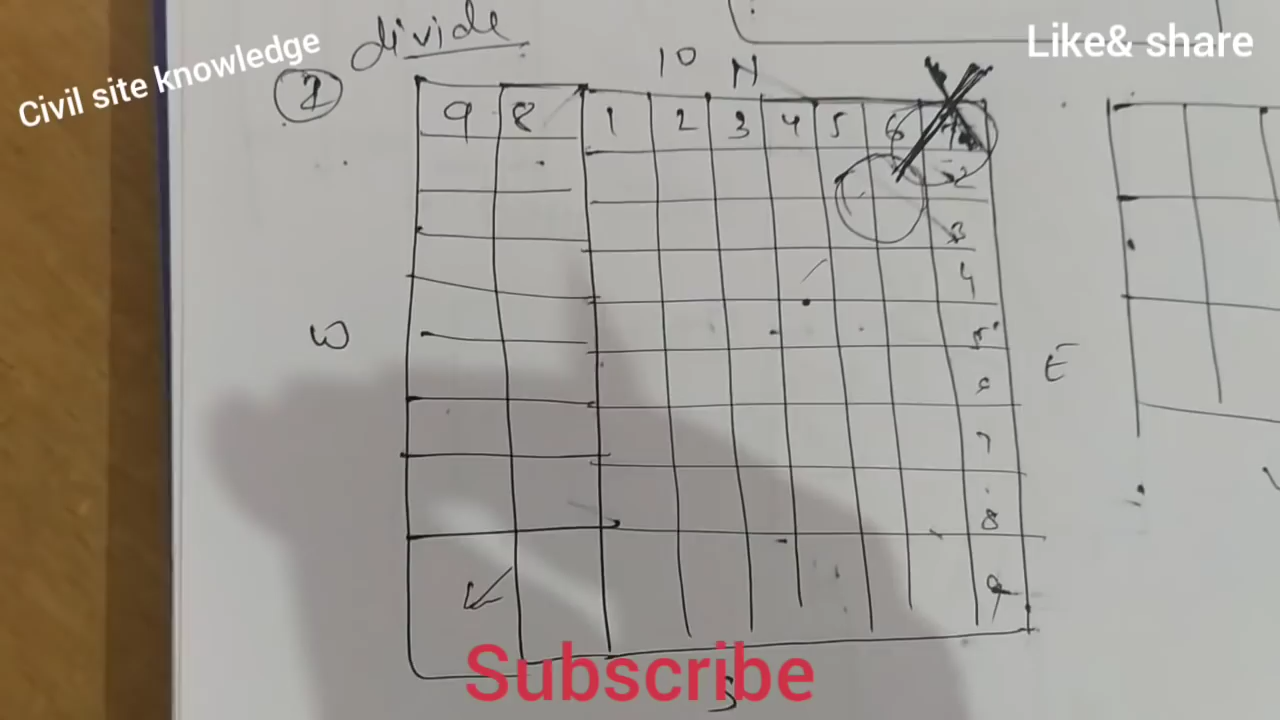 Civil site knowledge
Like& share
divide
10 N
9 8 1 2 3 4 5 6
2
3
W
4
5
E
6
7
8
9
Subscribe
S